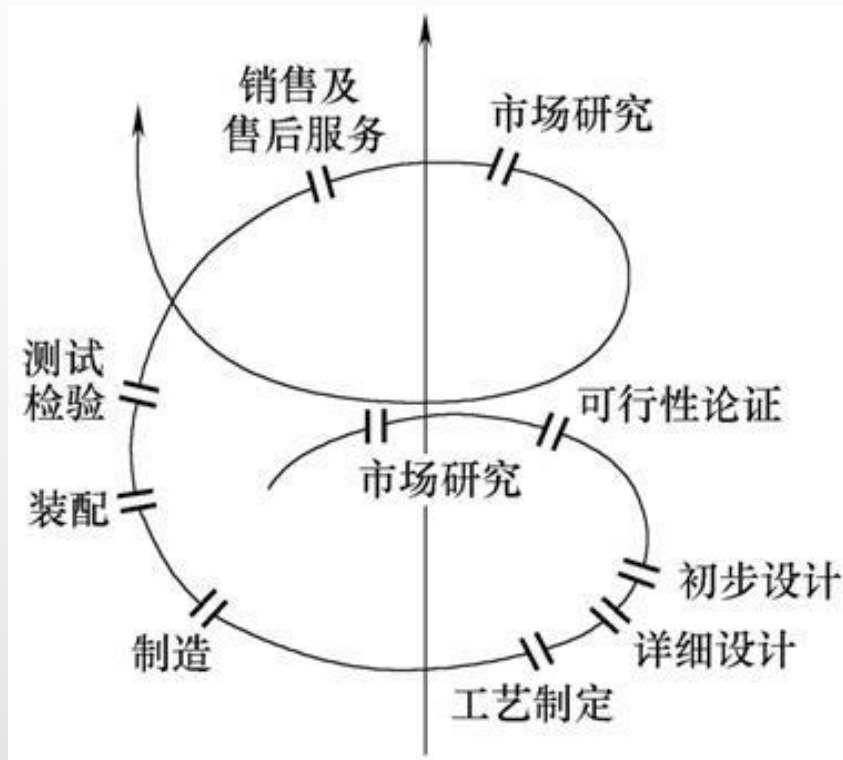 销售及
售后服务
市场研究
测试
检验
可行性论证
市场研究
装配
初步设计
制造
详细设计
工艺制定